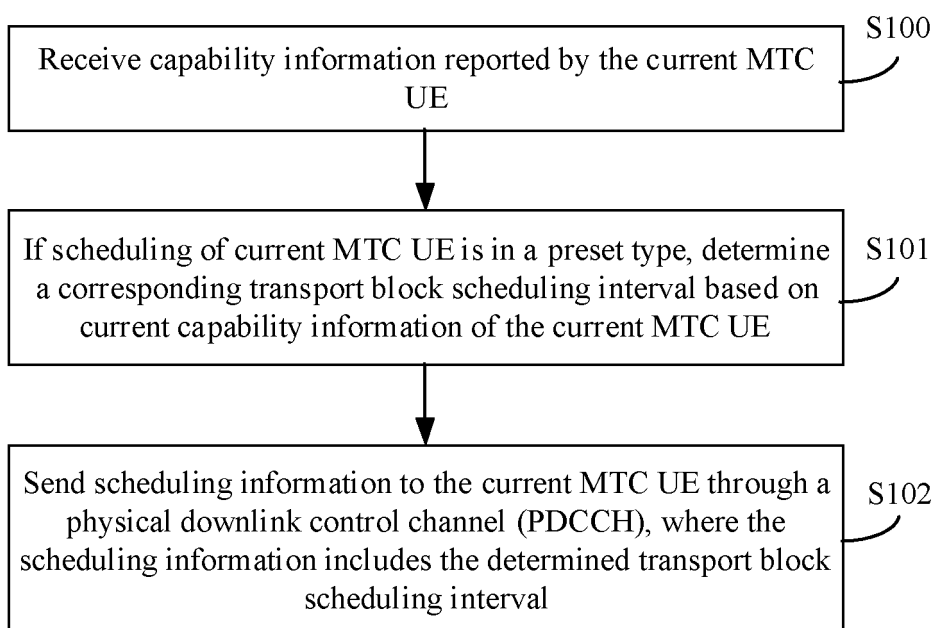 S100
Receive capability information reported by the current MTC
UE
S101
If scheduling of current MTC UE is in a preset type, determine
a corresponding transport block scheduling interval based on
current capability information of the current MTC UE
S102
Send scheduling information to the current MTC UE through a
physical downlink control channel (PDCCH), where the
scheduling information includes the determined transport block
scheduling interval